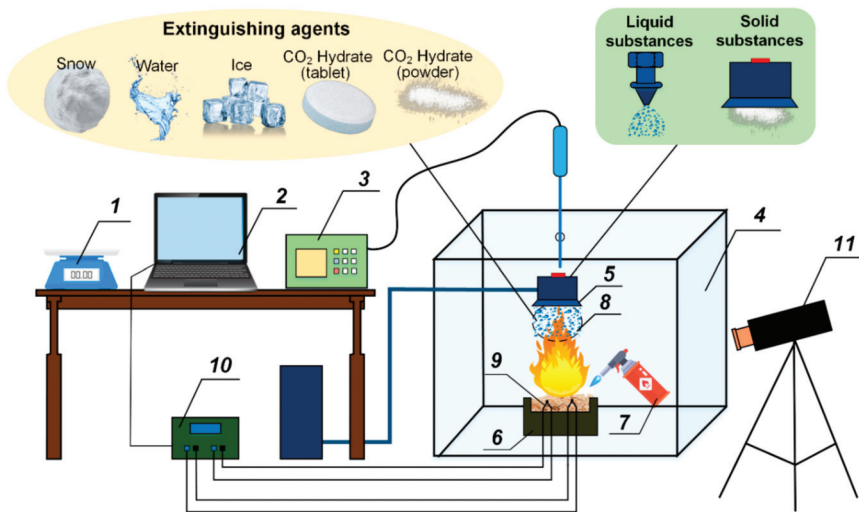 Extinguishing agents
Snow
Water
Ice
CO₂ Hydrate
(tablet)
CO₂ Hydrate
(powder)
Liquid
substances
Solid
substances
1
2
3
4
5
6
7
8
9
10
11
00.00